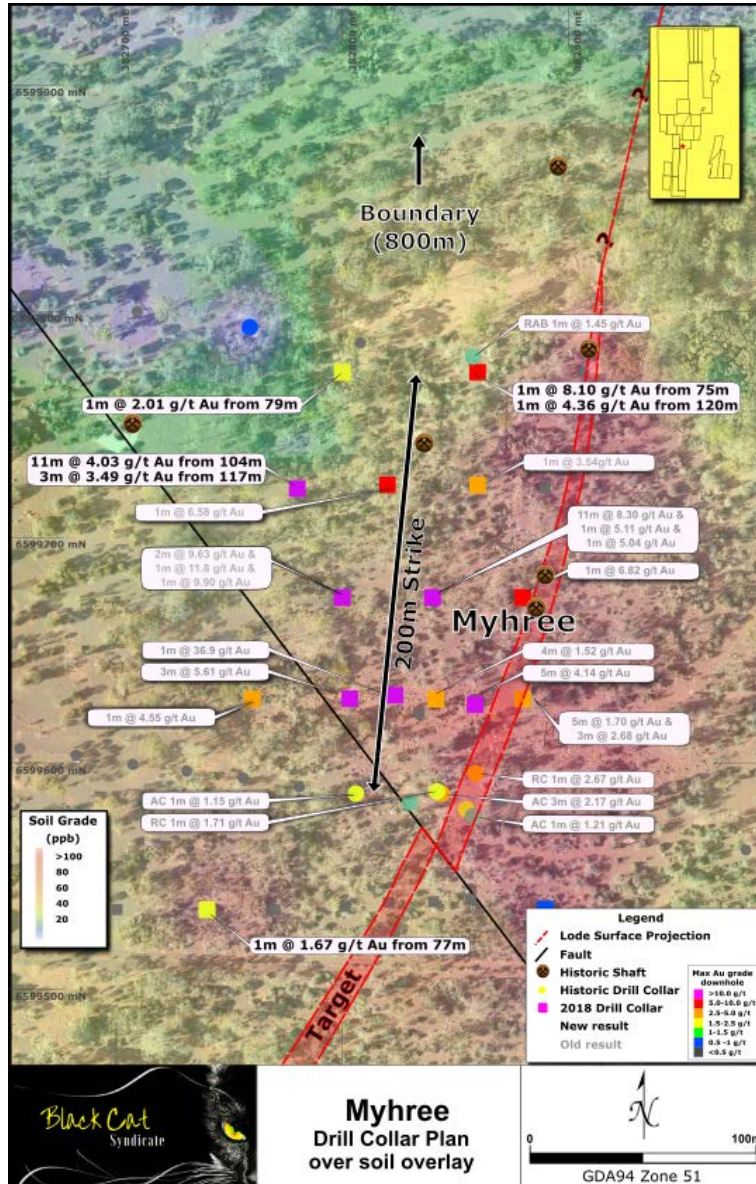 382700 mE
382800 mE
382900 mE
6599900 mN
?
?
Boundary
(800m)
6599800 mN
RAB 1m @ 1.45 g/t Au
1m @ 2.01 g/t Au from 79m
1m @ 8.10 g/t Au from 75m
1m @ 4.36 g/t Au from 120m
11m @ 4.03 g/t Au from 104m
3m @ 3.49 g/t Au from 117m
1m @ 3.54g/t Au
1m @ 6.58 g/t Au
11m @ 8.30 g/t Au &
1m @ 5.11 g/t Au &
1m @ 5.04 g/t Au
6599700 mN
2m @ 9.63 g/t Au &
1m @ 11.8 g/t Au &
1m @ 9.90 g/t Au
200m Strike
1m @ 6.82 g/t Au
Myhree
1m @ 36.9 g/t Au
4m @ 1.52 g/t Au
3m @ 5.61 g/t Au
5m @ 4.14 g/t Au
1m @ 4.55 g/t Au
5m @ 1.70 g/t Au &
3m @ 2.68 g/t Au
6599600 mN
RC 1m @ 2.67 g/t Au
AC 1m @ 1.15 g/t Au
AC 3m @ 2.17 g/t Au
RC 1m @ 1.71 g/t Au
AC 1m @ 1.21 g/t Au
Soil Grade
(ppb)
>100
80
60
40
20
1m @ 1.67 g/t Au from 77m
6599500 mN
Target
Legend
Lode Surface Projection
Fault
Historic Shaft
Historic Drill Collar
2018 Drill Collar
New result
Old result
Max Au grade
downhole
>10.0 g/t
5.0-10.0 g/t
2.5-5.0 g/t
1.5-2.5 g/t
1-1.5 g/t
0.5 -1 g/t
<0.5 g/t
Black Cat
Syndicate
Myhree
Drill Collar Plan
over soil overlay
N
0
100m
GDA94 Zone 51